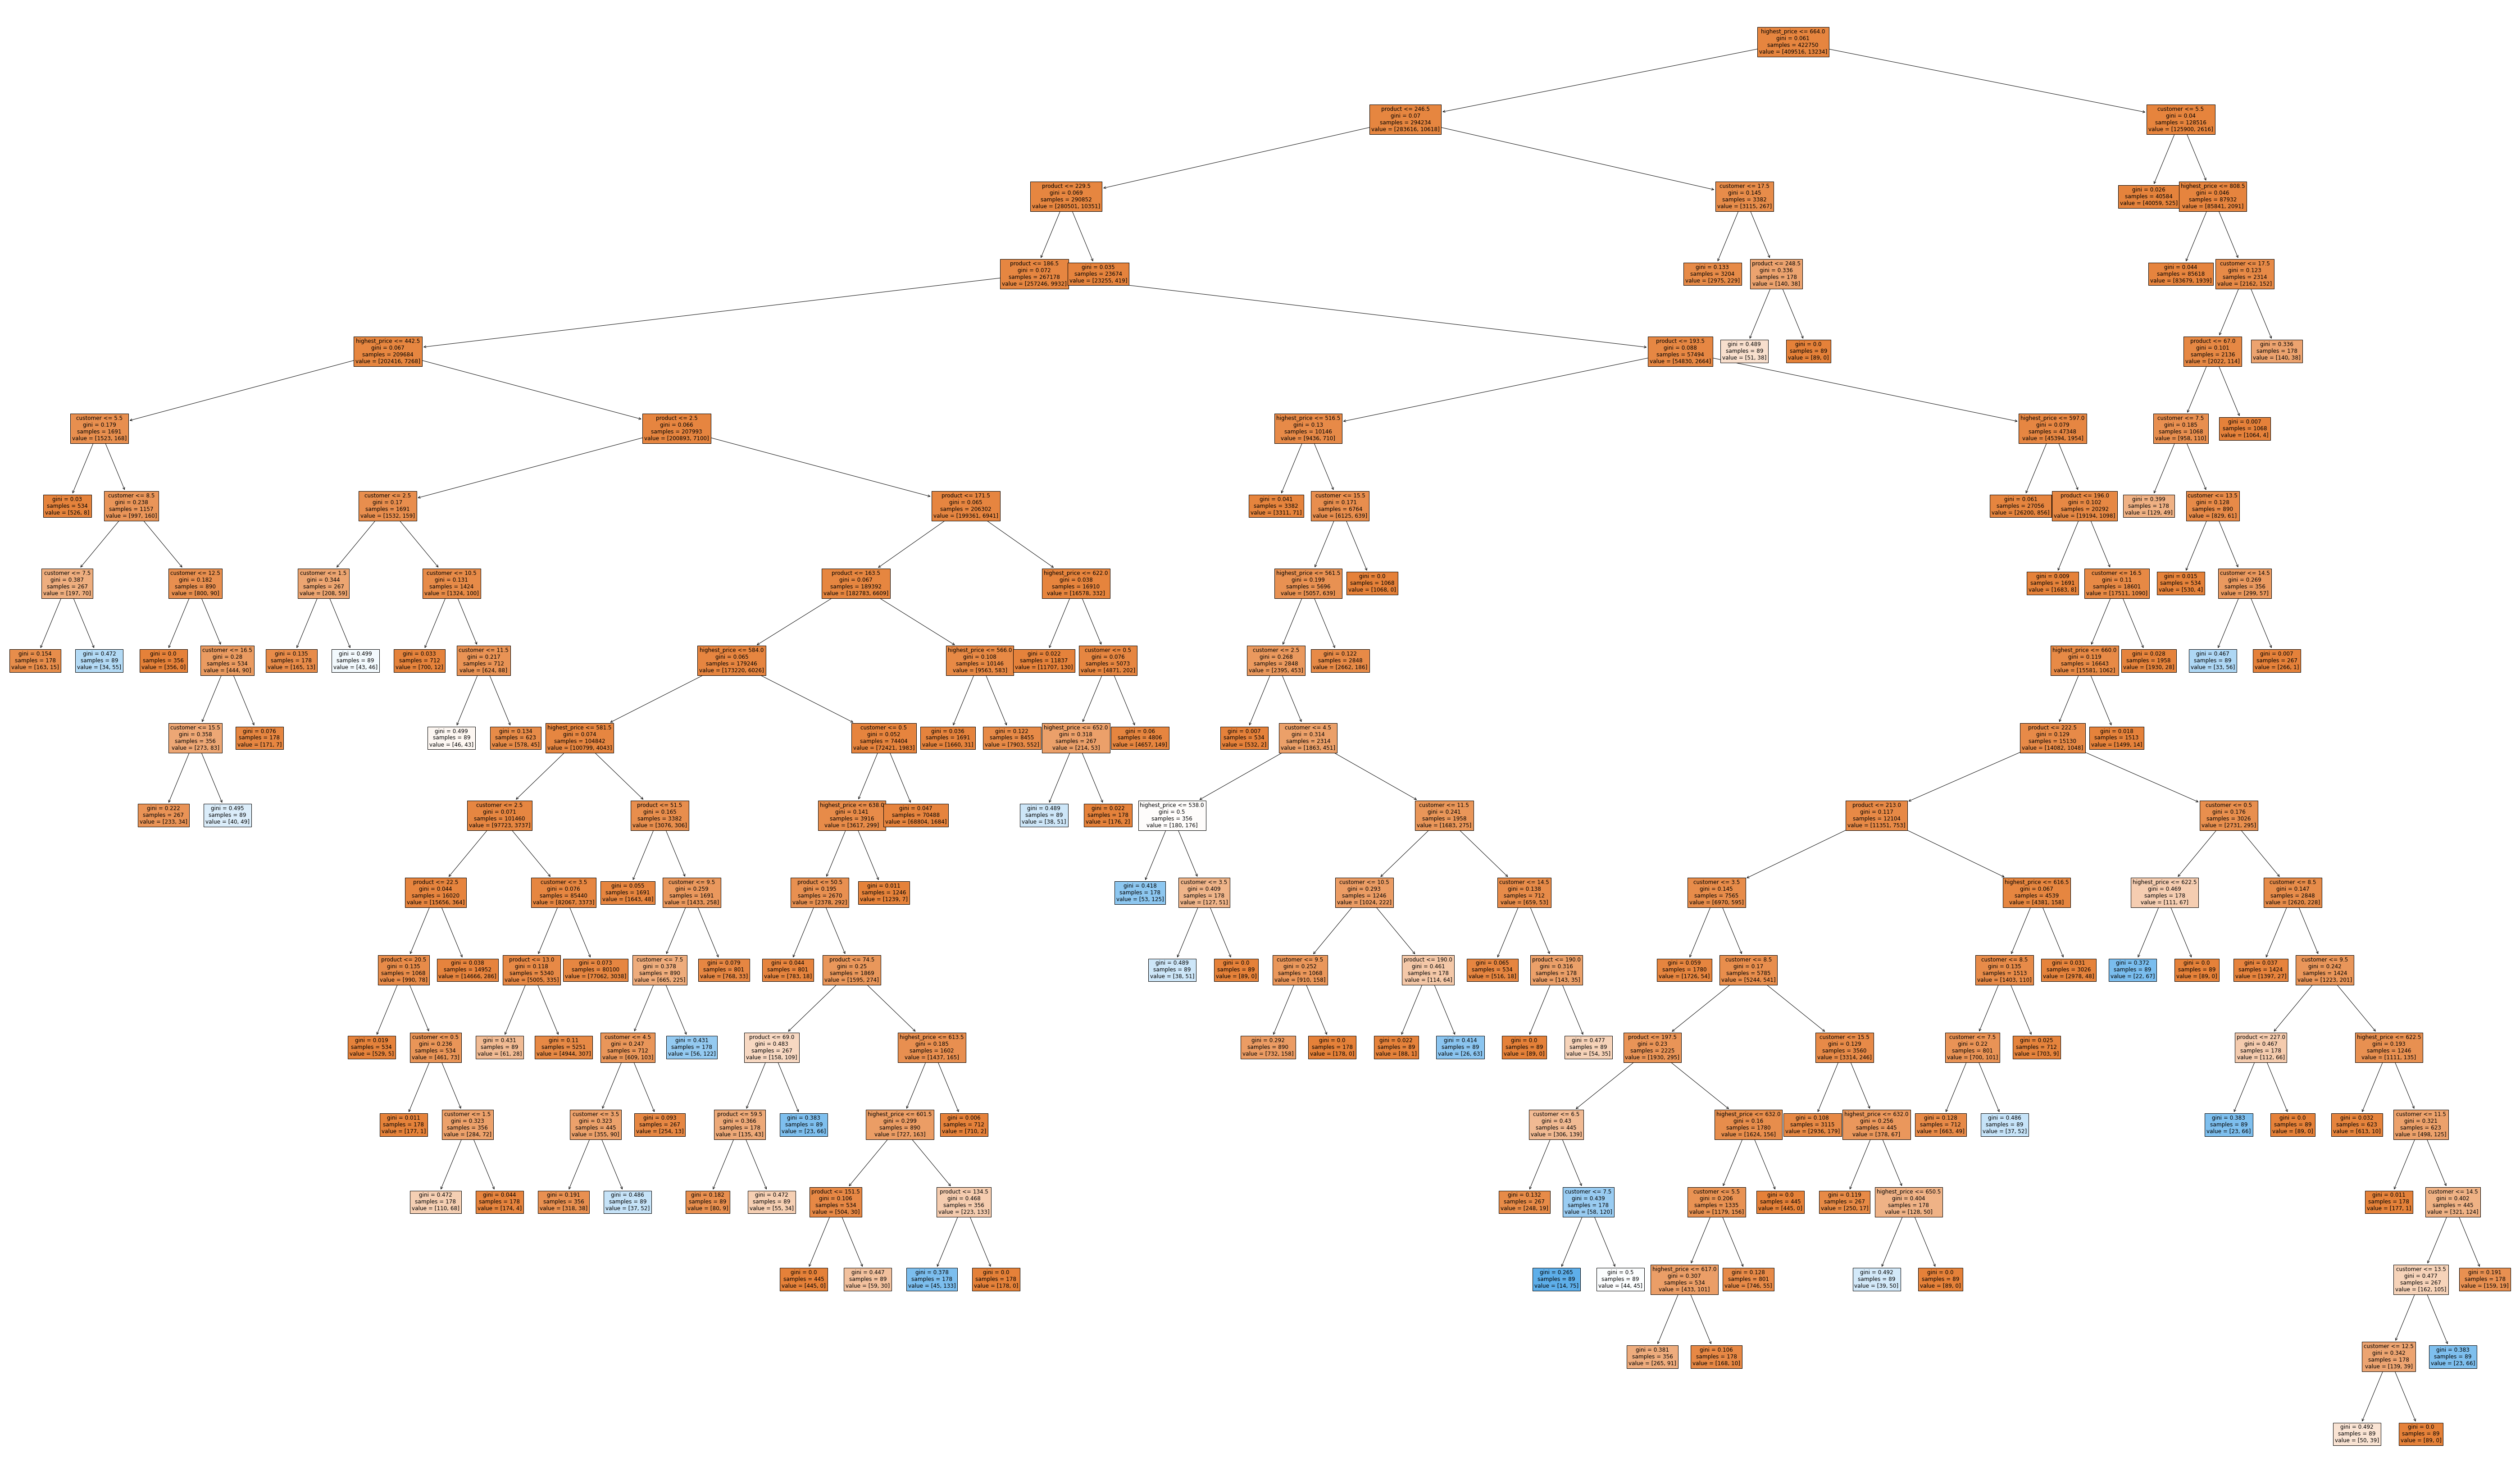 highest_price <= 664.0
gini = 0.061
samples = 422750
value = [409516, 13234]
product <= 246.5
gini = 0.07
samples = 294234
value = [283616, 10618]
customer <= 5.5
gini = 0.04
samples = 128516
value = [125900, 2616]
product <= 229.5
gini = 0.069
samples = 290852
value = [280501, 10351]
customer <= 17.5
gini = 0.145
samples = 3382
value = [3115, 267]
gini = 0.026
samples = 40584
value = [40059, 525]
highest_price <= 808.5
gini = 0.046
samples = 87932
value = [85841, 2091]
product <= 186.5
gini = 0.072
samples = 267178
value = [257246, 9932]
gini = 0.035
samples = 23674
value = [23255, 419]
gini = 0.133
samples = 3204
value = [2975, 229]
product <= 248.5
gini = 0.336
samples = 178
value = [140, 38]
gini = 0.044
samples = 85618
value = [83679, 1939]
customer <= 17.5
gini = 0.123
samples = 2314
value = [2162, 152]
highest_price <= 442.5
gini = 0.067
samples = 209684
value = [202416, 7268]
product <= 193.5
gini = 0.088
samples = 57494
value = [54830, 2664]
gini = 0.489
samples = 89
value = [51, 38]
gini = 0.0
samples = 89
value = [89, 0]
product <= 67.0
gini = 0.101
samples = 2136
value = [2022, 114]
gini = 0.336
samples = 178
value = [140, 38]
customer <= 5.5
gini = 0.179
samples = 1691
value = [1523, 168]
product <= 2.5
gini = 0.066
samples = 207993
value = [200893, 7100]
highest_price <= 516.5
gini = 0.13
samples = 10146
value = [9436, 710]
highest_price <= 597.0
gini = 0.079
samples = 47348
value = [45394, 1954]
customer <= 7.5
gini = 0.185
samples = 1068
value = [958, 110]
gini = 0.007
samples = 1068
value = [1064, 4]
gini = 0.03
samples = 534
value = [526, 8]
customer <= 8.5
gini = 0.238
samples = 1157
value = [997, 160]
customer <= 2.5
gini = 0.17
samples = 1691
value = [1532, 159]
product <= 171.5
gini = 0.065
samples = 206302
value = [199361, 6941]
gini = 0.041
samples = 3382
value = [3311, 71]
customer <= 15.5
gini = 0.171
samples = 6764
value = [6125, 639]
gini = 0.061
samples = 27056
value = [26200, 856]
product <= 196.0
gini = 0.102
samples = 20292
value = [19194, 1098]
gini = 0.399
samples = 178
value = [129, 49]
customer <= 13.5
gini = 0.128
samples = 890
value = [829, 61]
customer <= 7.5
gini = 0.387
samples = 267
value = [197, 70]
customer <= 12.5
gini = 0.182
samples = 890
value = [800, 90]
customer <= 1.5
gini = 0.344
samples = 267
value = [208, 59]
customer <= 10.5
gini = 0.131
samples = 1424
value = [1324, 100]
product <= 163.5
gini = 0.067
samples = 189392
value = [182783, 6609]
highest_price <= 622.0
gini = 0.038
samples = 16910
value = [16578, 332]
highest_price <= 561.5
gini = 0.199
samples = 5696
value = [5057, 639]
gini = 0.0
samples = 1068
value = [1068, 0]
gini = 0.009
samples = 1691
value = [1683, 8]
customer <= 16.5
gini = 0.11
samples = 18601
value = [17511, 1090]
gini = 0.015
samples = 534
value = [530, 4]
customer <= 14.5
gini = 0.269
samples = 356
value = [299, 57]
gini = 0.154
samples = 178
value = [163, 15]
gini = 0.472
samples = 89
value = [34, 55]
gini = 0.0
samples = 356
value = [356, 0]
customer <= 16.5
gini = 0.28
samples = 534
value = [444, 90]
gini = 0.135
samples = 178
value = [165, 13]
gini = 0.499
samples = 89
value = [43, 46]
gini = 0.033
samples = 712
value = [700, 12]
customer <= 11.5
gini = 0.217
samples = 712
value = [624, 88]
highest_price <= 584.0
gini = 0.065
samples = 179246
value = [173220, 6026]
highest_price <= 566.0
gini = 0.108
samples = 10146
value = [9563, 583]
gini = 0.022
samples = 11837
value = [11707, 130]
customer <= 0.5
gini = 0.076
samples = 5073
value = [4871, 202]
customer <= 2.5
gini = 0.268
samples = 2848
value = [2395, 453]
gini = 0.122
samples = 2848
value = [2662, 186]
highest_price <= 660.0
gini = 0.119
samples = 16643
value = [15581, 1062]
gini = 0.028
samples = 1958
value = [1930, 28]
gini = 0.467
samples = 89
value = [33, 56]
gini = 0.007
samples = 267
value = [266, 1]
customer <= 15.5
gini = 0.358
samples = 356
value = [273, 83]
gini = 0.076
samples = 178
value = [171, 7]
gini = 0.499
samples = 89
value = [46, 43]
gini = 0.134
samples = 623
value = [578, 45]
highest_price <= 581.5
gini = 0.074
samples = 104842
value = [100799, 4043]
customer <= 0.5
gini = 0.052
samples = 74404
value = [72421, 1983]
gini = 0.036
samples = 1691
value = [1660, 31]
gini = 0.122
samples = 8455
value = [7903, 552]
highest_price <= 652.0
gini = 0.318
samples = 267
value = [214, 53]
gini = 0.06
samples = 4806
value = [4657, 149]
gini = 0.007
samples = 534
value = [532, 2]
customer <= 4.5
gini = 0.314
samples = 2314
value = [1863, 451]
product <= 222.5
gini = 0.129
samples = 15130
value = [14082, 1048]
gini = 0.018
samples = 1513
value = [1499, 14]
gini = 0.222
samples = 267
value = [233, 34]
gini = 0.495
samples = 89
value = [40, 49]
customer <= 2.5
gini = 0.071
samples = 101460
value = [97723, 3737]
product <= 51.5
gini = 0.165
samples = 3382
value = [3076, 306]
highest_price <= 638.0
gini = 0.141
samples = 3916
value = [3617, 299]
gini = 0.047
samples = 70488
value = [68804, 1684]
gini = 0.489
samples = 89
value = [38, 51]
gini = 0.022
samples = 178
value = [176, 2]
highest_price <= 538.0
gini = 0.5
samples = 356
value = [180, 176]
customer <= 11.5
gini = 0.241
samples = 1958
value = [1683, 275]
product <= 213.0
gini = 0.117
samples = 12104
value = [11351, 753]
customer <= 0.5
gini = 0.176
samples = 3026
value = [2731, 295]
product <= 22.5
gini = 0.044
samples = 16020
value = [15656, 364]
customer <= 3.5
gini = 0.076
samples = 85440
value = [82067, 3373]
gini = 0.055
samples = 1691
value = [1643, 48]
customer <= 9.5
gini = 0.259
samples = 1691
value = [1433, 258]
product <= 50.5
gini = 0.195
samples = 2670
value = [2378, 292]
gini = 0.011
samples = 1246
value = [1239, 7]
gini = 0.418
samples = 178
value = [53, 125]
customer <= 3.5
gini = 0.409
samples = 178
value = [127, 51]
customer <= 10.5
gini = 0.293
samples = 1246
value = [1024, 222]
customer <= 14.5
gini = 0.138
samples = 712
value = [659, 53]
customer <= 3.5
gini = 0.145
samples = 7565
value = [6970, 595]
highest_price <= 616.5
gini = 0.067
samples = 4539
value = [4381, 158]
highest_price <= 622.5
gini = 0.469
samples = 178
value = [111, 67]
customer <= 8.5
gini = 0.147
samples = 2848
value = [2620, 228]
product <= 20.5
gini = 0.135
samples = 1068
value = [990, 78]
gini = 0.038
samples = 14952
value = [14666, 286]
product <= 13.0
gini = 0.118
samples = 5340
value = [5005, 335]
gini = 0.073
samples = 80100
value = [77062, 3038]
customer <= 7.5
gini = 0.378
samples = 890
value = [665, 225]
gini = 0.079
samples = 801
value = [768, 33]
gini = 0.044
samples = 801
value = [783, 18]
product <= 74.5
gini = 0.25
samples = 1869
value = [1595, 274]
gini = 0.489
samples = 89
value = [38, 51]
gini = 0.0
samples = 89
value = [89, 0]
customer <= 9.5
gini = 0.252
samples = 1068
value = [910, 158]
product <= 190.0
gini = 0.461
samples = 178
value = [114, 64]
gini = 0.065
samples = 534
value = [516, 18]
product <= 190.0
gini = 0.316
samples = 178
value = [143, 35]
gini = 0.059
samples = 1780
value = [1726, 54]
customer <= 8.5
gini = 0.17
samples = 5785
value = [5244, 541]
customer <= 8.5
gini = 0.135
samples = 1513
value = [1403, 110]
gini = 0.031
samples = 3026
value = [2978, 48]
gini = 0.372
samples = 89
value = [22, 67]
gini = 0.0
samples = 89
value = [89, 0]
gini = 0.037
samples = 1424
value = [1397, 27]
customer <= 9.5
gini = 0.242
samples = 1424
value = [1223, 201]
gini = 0.019
samples = 534
value = [529, 5]
customer <= 0.5
gini = 0.236
samples = 534
value = [461, 73]
gini = 0.431
samples = 89
value = [61, 28]
gini = 0.11
samples = 5251
value = [4944, 307]
customer <= 4.5
gini = 0.247
samples = 712
value = [609, 103]
gini = 0.431
samples = 178
value = [56, 122]
product <= 69.0
gini = 0.483
samples = 267
value = [158, 109]
highest_price <= 613.5
gini = 0.185
samples = 1602
value = [1437, 165]
gini = 0.292
samples = 890
value = [732, 158]
gini = 0.0
samples = 178
value = [178, 0]
gini = 0.022
samples = 89
value = [88, 1]
gini = 0.414
samples = 89
value = [26, 63]
gini = 0.0
samples = 89
value = [89, 0]
gini = 0.477
samples = 89
value = [54, 35]
product <= 197.5
gini = 0.23
samples = 2225
value = [1930, 295]
customer <= 15.5
gini = 0.129
samples = 3560
value = [3314, 246]
customer <= 7.5
gini = 0.22
samples = 801
value = [700, 101]
gini = 0.025
samples = 712
value = [703, 9]
product <= 227.0
gini = 0.467
samples = 178
value = [112, 66]
highest_price <= 622.5
gini = 0.193
samples = 1246
value = [1111, 135]
gini = 0.011
samples = 178
value = [177, 1]
customer <= 1.5
gini = 0.323
samples = 356
value = [284, 72]
customer <= 3.5
gini = 0.323
samples = 445
value = [355, 90]
gini = 0.093
samples = 267
value = [254, 13]
product <= 59.5
gini = 0.366
samples = 178
value = [135, 43]
gini = 0.383
samples = 89
value = [23, 66]
highest_price <= 601.5
gini = 0.299
samples = 890
value = [727, 163]
gini = 0.006
samples = 712
value = [710, 2]
customer <= 6.5
gini = 0.43
samples = 445
value = [306, 139]
highest_price <= 632.0
gini = 0.16
samples = 1780
value = [1624, 156]
gini = 0.108
samples = 3115
value = [2936, 179]
highest_price <= 632.0
gini = 0.256
samples = 445
value = [378, 67]
gini = 0.128
samples = 712
value = [663, 49]
gini = 0.486
samples = 89
value = [37, 52]
gini = 0.383
samples = 89
value = [23, 66]
gini = 0.0
samples = 89
value = [89, 0]
gini = 0.032
samples = 623
value = [613, 10]
customer <= 11.5
gini = 0.321
samples = 623
value = [498, 125]
gini = 0.472
samples = 178
value = [110, 68]
gini = 0.044
samples = 178
value = [174, 4]
gini = 0.191
samples = 356
value = [318, 38]
gini = 0.486
samples = 89
value = [37, 52]
gini = 0.182
samples = 89
value = [80, 9]
gini = 0.472
samples = 89
value = [55, 34]
product <= 151.5
gini = 0.106
samples = 534
value = [504, 30]
product <= 134.5
gini = 0.468
samples = 356
value = [223, 133]
gini = 0.132
samples = 267
value = [248, 19]
customer <= 7.5
gini = 0.439
samples = 178
value = [58, 120]
customer <= 5.5
gini = 0.206
samples = 1335
value = [1179, 156]
gini = 0.0
samples = 445
value = [445, 0]
gini = 0.119
samples = 267
value = [250, 17]
highest_price <= 650.5
gini = 0.404
samples = 178
value = [128, 50]
gini = 0.011
samples = 178
value = [177, 1]
customer <= 14.5
gini = 0.402
samples = 445
value = [321, 124]
gini = 0.0
samples = 445
value = [445, 0]
gini = 0.447
samples = 89
value = [59, 30]
gini = 0.378
samples = 178
value = [45, 133]
gini = 0.0
samples = 178
value = [178, 0]
gini = 0.265
samples = 89
value = [14, 75]
gini = 0.5
samples = 89
value = [44, 45]
highest_price <= 617.0
gini = 0.307
samples = 534
value = [433, 101]
gini = 0.128
samples = 801
value = [746, 55]
gini = 0.492
samples = 89
value = [39, 50]
gini = 0.0
samples = 89
value = [89, 0]
customer <= 13.5
gini = 0.477
samples = 267
value = [162, 105]
gini = 0.191
samples = 178
value = [159, 19]
gini = 0.381
samples = 356
value = [265, 91]
gini = 0.106
samples = 178
value = [168, 10]
customer <= 12.5
gini = 0.342
samples = 178
value = [139, 39]
gini = 0.383
samples = 89
value = [23, 66]
gini = 0.492
samples = 89
value = [50, 39]
gini = 0.0
samples = 89
value = [89, 0]